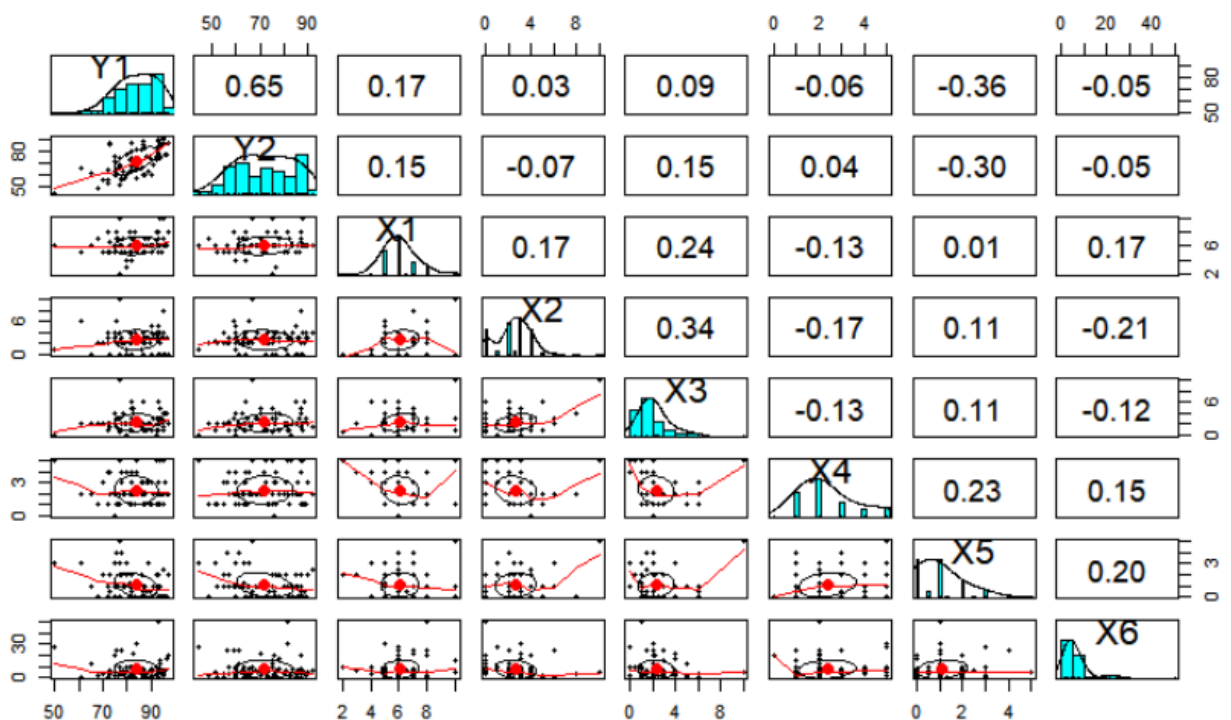 50 70 90 0 4 8 0 2 4 0 20 40
Y1 0.65 0.17 0.03 0.09 -0.06 -0.36 -0.05 50 80
50 80 Y2 0.15 -0.07 0.15 0.04 -0.30 -0.05
X1 0.17 0.24 -0.13 0.01 0.17 2 6
0 6 X2 0.34 -0.17 0.11 -0.21
X3 -0.13 0.11 -0.12 0 6
0 3 X4 0.23 0.15
X5 0.20 0 3
0 30 X6
50 70 90 2 4 6 8 0 4 8 0 2 4